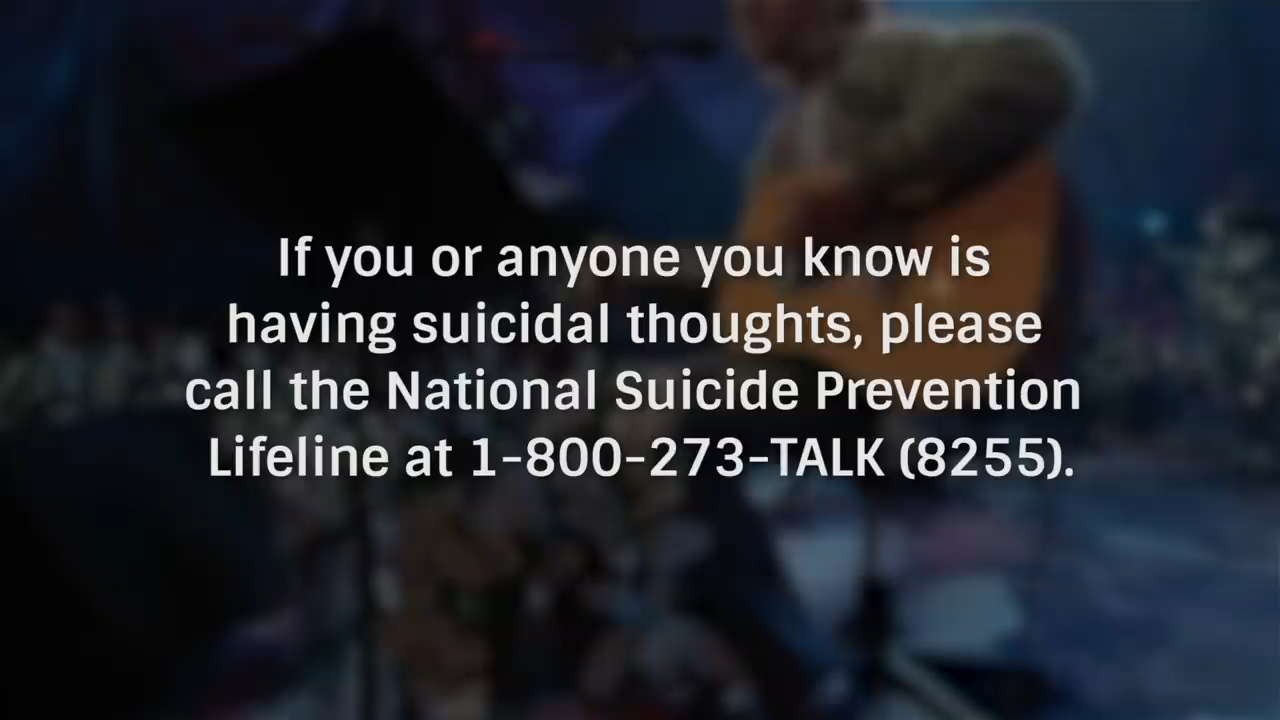 If you or anyone you know is
having suicidal thoughts, please
call the National Suicide Prevention
Lifeline at 1-800-273-TALK (8255).